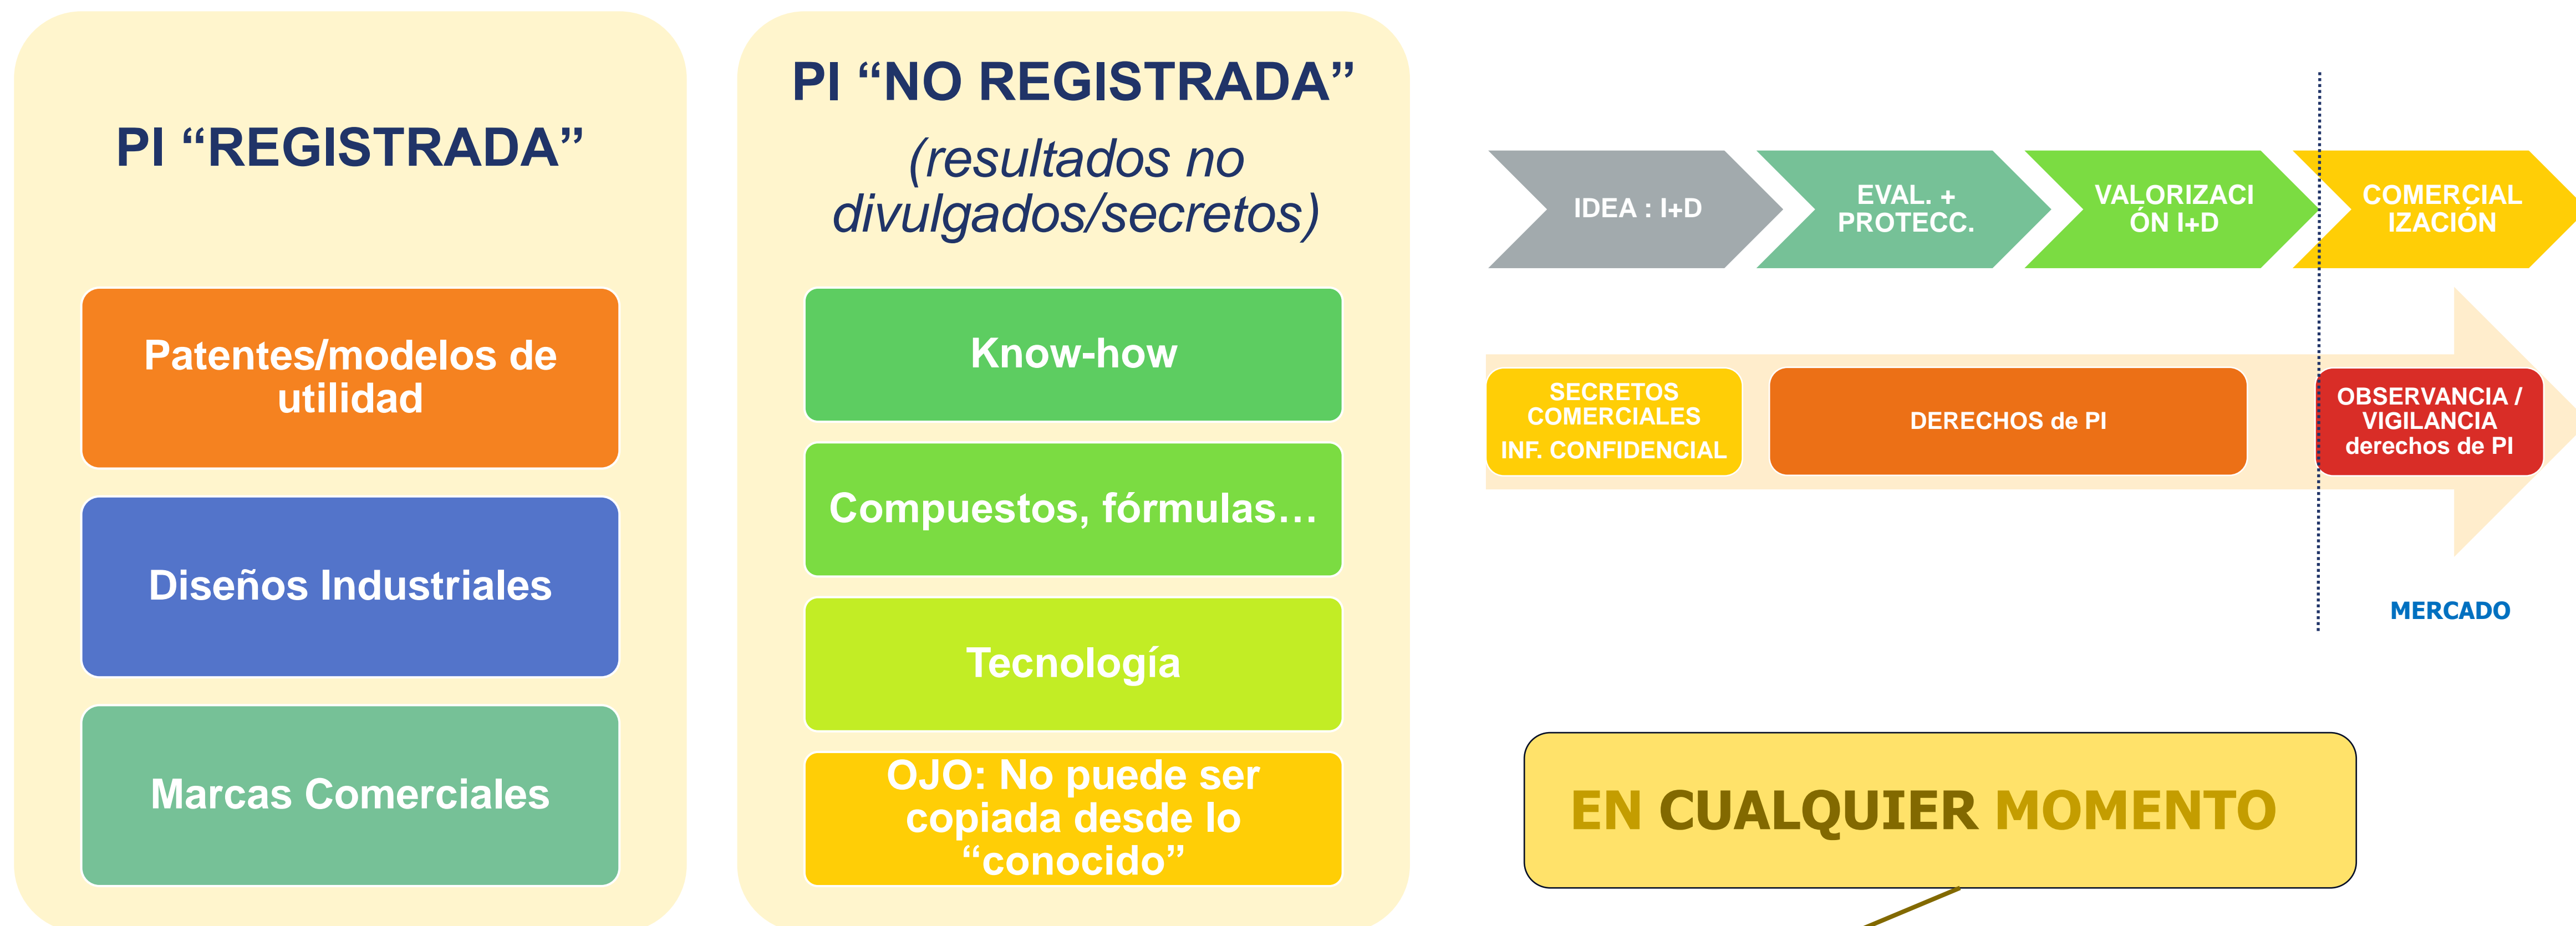 PI “REGISTRADA”
Patentes/modelos de
utilidad
Diseños Industriales
Marcas Comerciales
PI “NO REGISTRADA”
(resultados no
divulgados/secretos)
Know-how
Compuestos, fórmulas…
Tecnología
OJO: No puede ser
copiada desde lo
“conocido”
IDEA : I+D
EVAL. +
PROTECC.
VALORIZACI
ÓN I+D
COMERCIAL
IZACIÓN
SECRETOS
COMERCIALES
INF. CONFIDENCIAL
DERECHOS de PI
OBSERVANCIA /
VIGILANCIA
derechos de PI
MERCADO
EN CUALQUIER MOMENTO